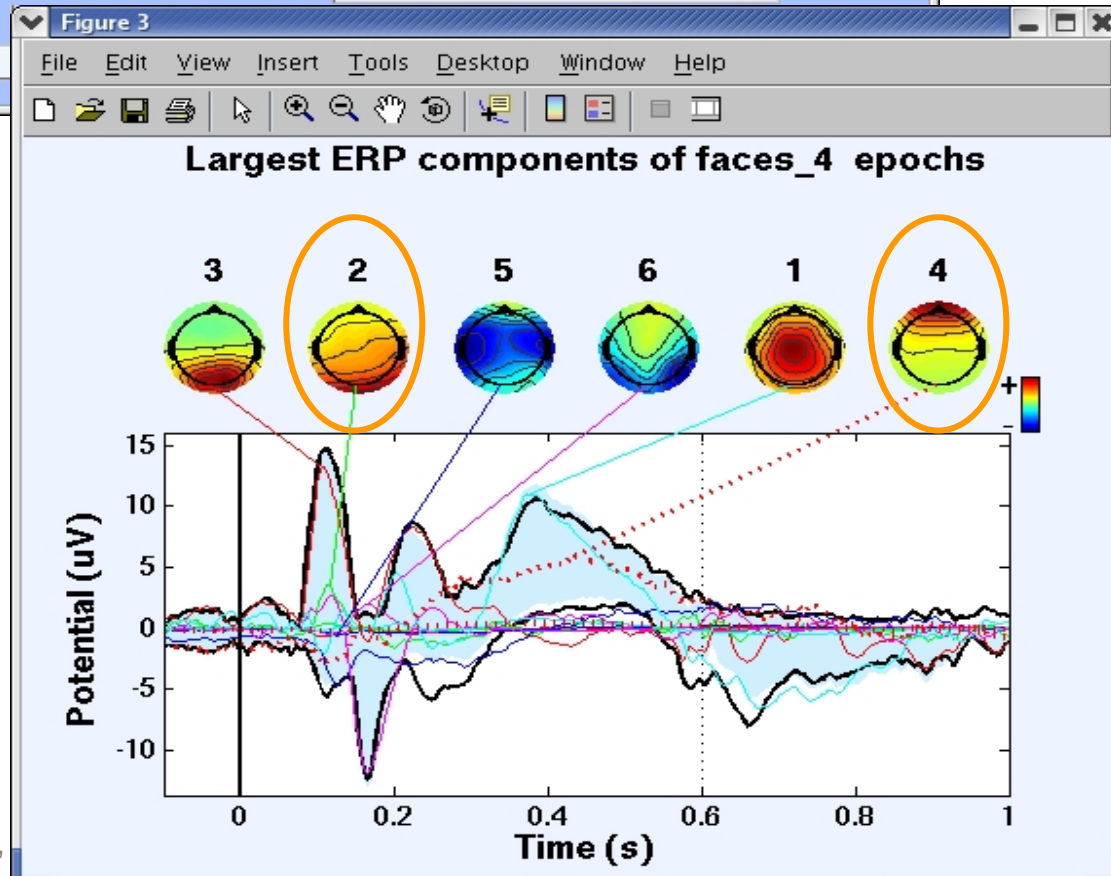 Figure 3
File Edit View Insert Tools Desktop Window Help
Largest ERP components of faces_4 epochs
3 2 5 6 1 4
+
-
15
10
5
0
-5
-10
Potential (uV)
0 0.2 0.4 0.6 0.8 1
Time (s)